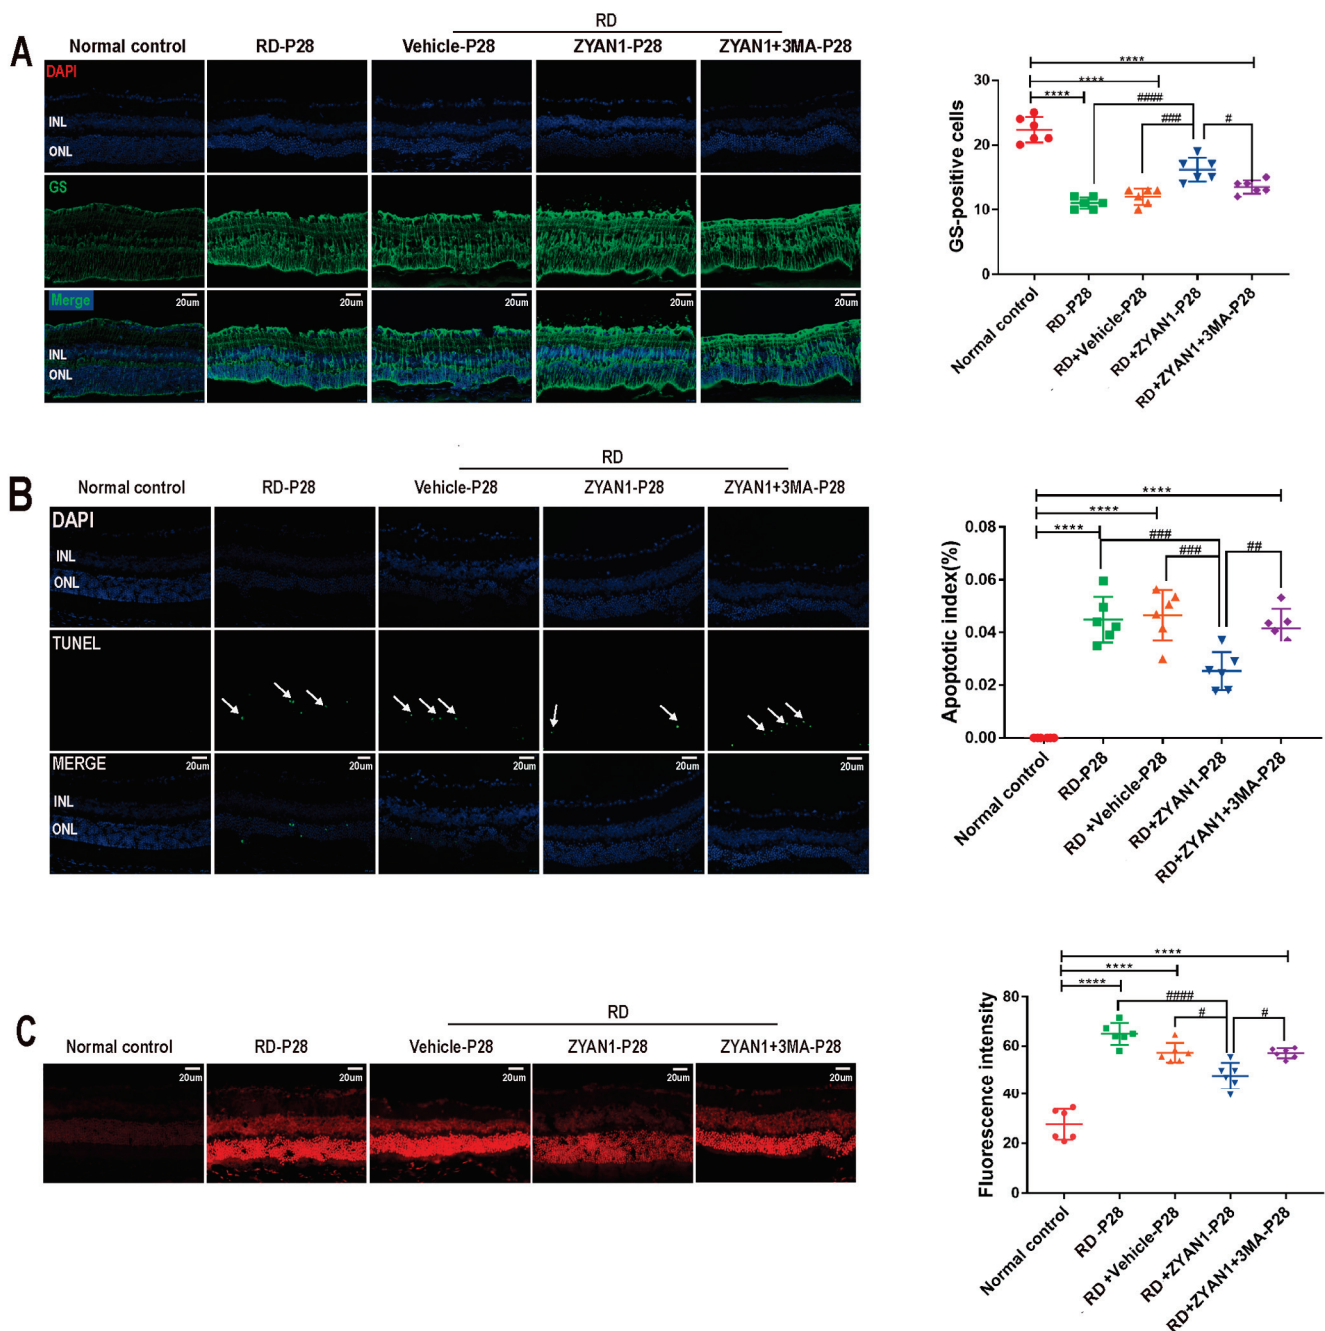 A
RD
Normal control RD-P28 Vehicle-P28 ZYAN1-P28 ZYAN1+3MA-P28
DAPI
INL
ONL
GS
Merge 20um 20um 20um 20um 20um
INL
ONL
****
****
**** ####
### #
GS-positive cells
30
20
10
0
Normal control
RD-P28
RD+Vehicle-P28
RD+ZYAN1-P28
RD+ZYAN1+3MA-P28
B
RD
Normal control RD-P28 Vehicle-P28 ZYAN1-P28 ZYAN1+3MA-P28
DAPI
INL
ONL
TUNEL
MERGE 20um 20um 20um 20um 20um
INL
ONL
****
****
**** ###
### ##
Apoptotic index(%)
0.08
0.06
0.04
0.02
0.00
Normal control
RD-P28
RD +Vehicle-P28
RD+ZYAN1-P28
RD+ZYAN1+3MA-P28
C
RD
Normal control RD-P28 Vehicle-P28 ZYAN1-P28 ZYAN1+3MA-P28
20um 20um 20um 20um 20um
****
****
**** ####
# #
Fluorescence intensity
80
60
40
20
0
Normal control
RD -P28
RD +Vehicle-P28
RD +ZYAN1-P28
RD+ZYAN1+3MA-P28